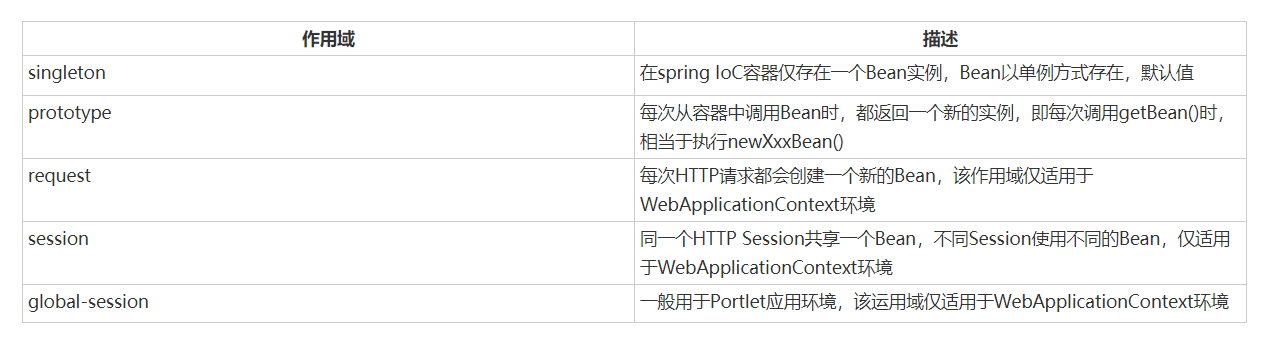 作用域 描述
singleton 在spring IoC容器仅存在一个Bean实例，Bean以单例方式存在，默认值
prototype 每次从容器中调用Bean时，都返回一个新的实例，即每次调用getBean()时，
相当于执行newXxxBean()
request 每次HTTP请求都会创建一个新的Bean，该作用域仅适用于
WebApplicationContext环境
session 同一个HTTP Session共享一个Bean，不同Session使用不同的Bean，仅适用
于WebApplicationContext环境
global-session 一般用于Portlet应用环境，该运用域仅适用于WebApplicationContext环境